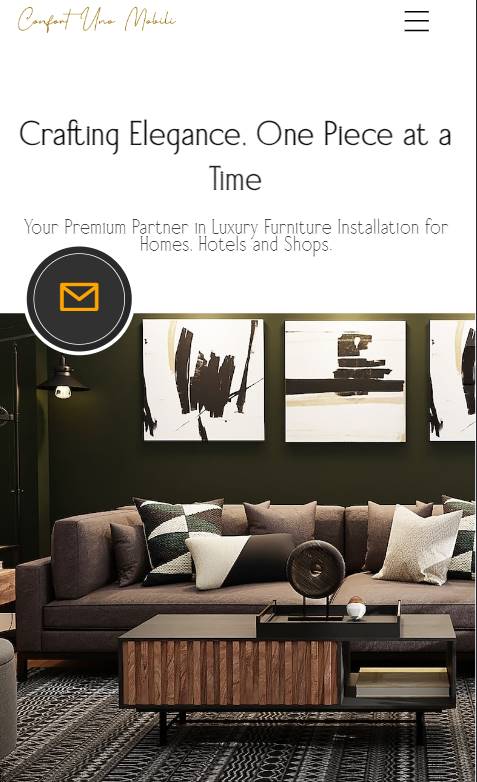 Confort Uno Mobili
Crafting Elegance. One Piece at a
Time
Your Premium Partner in Luxury Furniture Installation for
Homes. Hotels and Shops.